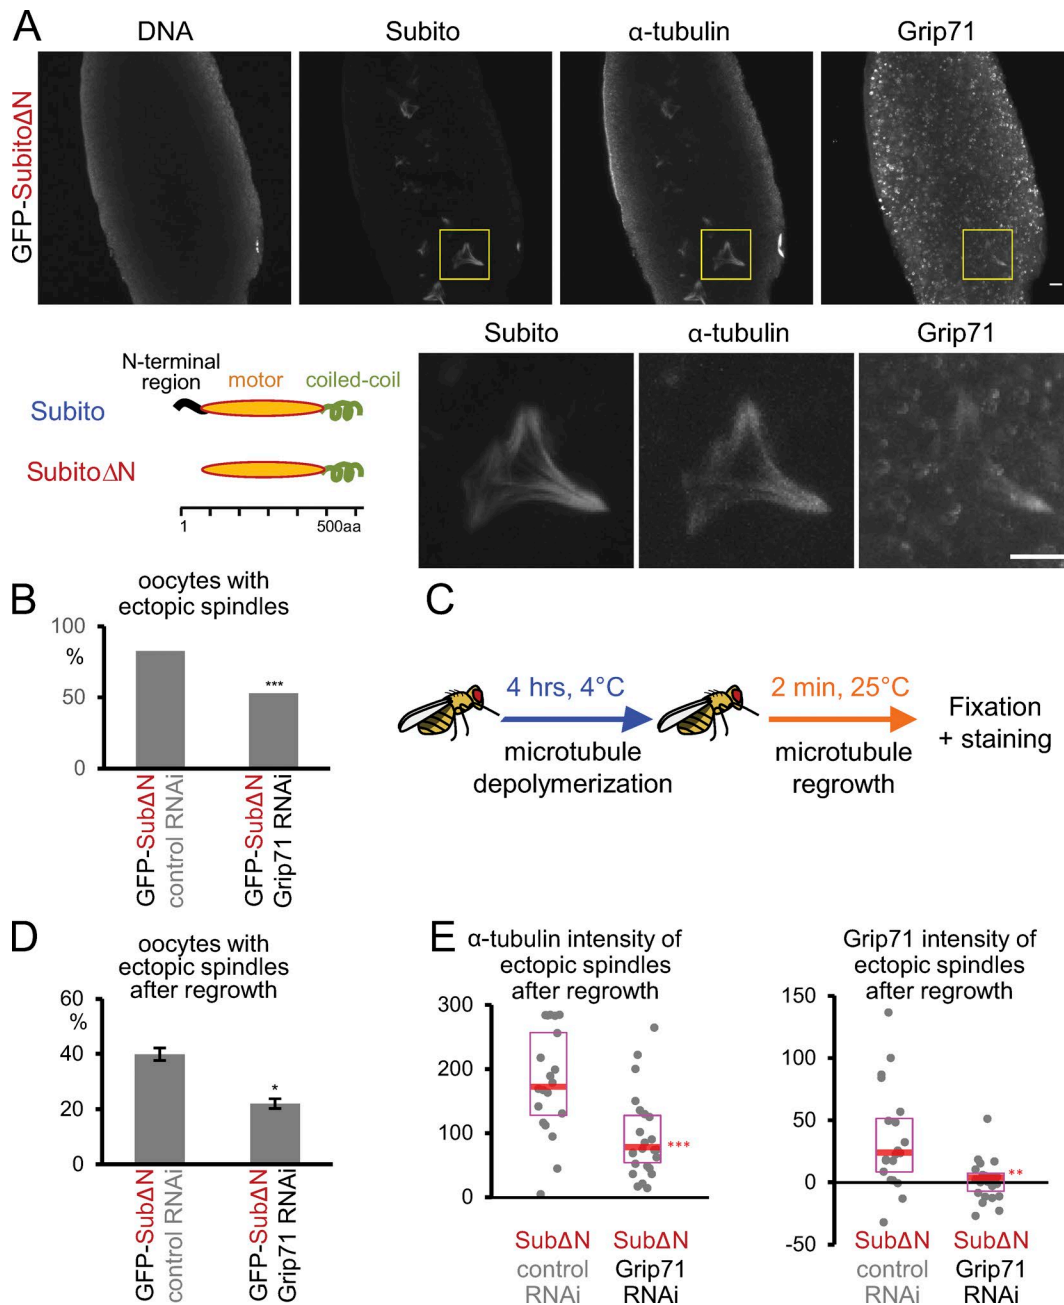 A
DNA
Subito
α-tubulin
Grip71
GFP-SubitoΔN
N-terminal
region
motor
coiled-coil
Subito
SubitoΔN
1
500aa
Subito
α-tubulin
Grip71
B
oocytes with
ectopic spindles
100
%
50
0
***
GFP-SubΔN
control RNAi
GFP-SubΔN
Grip71 RNAi
C
4 hrs, 4°C
microtubule
depolymerization
2 min, 25°C
microtubule
regrowth
Fixation
+ staining
D
oocytes with
ectopic spindles
after regrowth
60
%
40
20
0
*
GFP-SubΔN
control RNAi
GFP-SubΔN
Grip71 RNAi
E
α-tubulin intensity of
ectopic spindles
after regrowth
300
200
100
0
***
SubΔN
control
RNAi
SubΔN
Grip71
RNAi
Grip71 intensity of
ectopic spindles
after regrowth
150
100
50
0
-50
**
SubΔN
control
RNAi
SubΔN
Grip71
RNAi